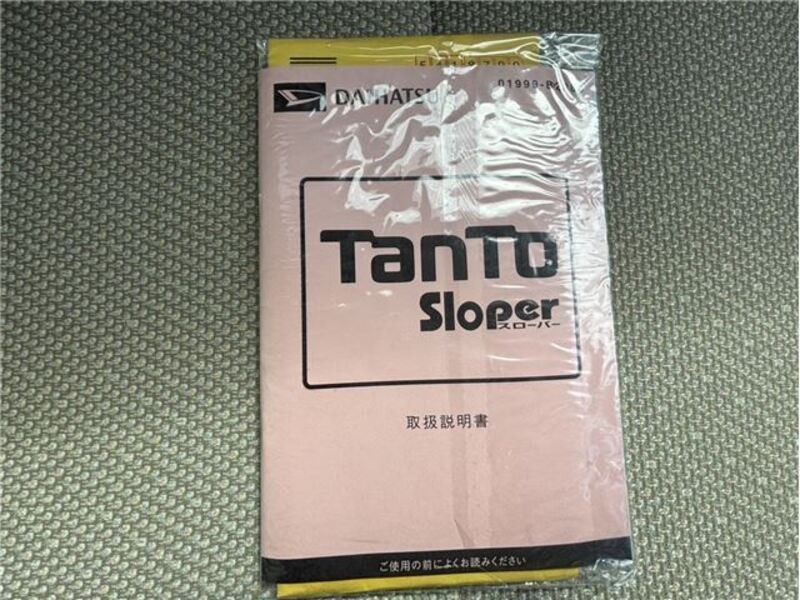 DAIHATSU
TanTo
Sloper
スローパー
取扱説明書
ご使用の前によくお読みください